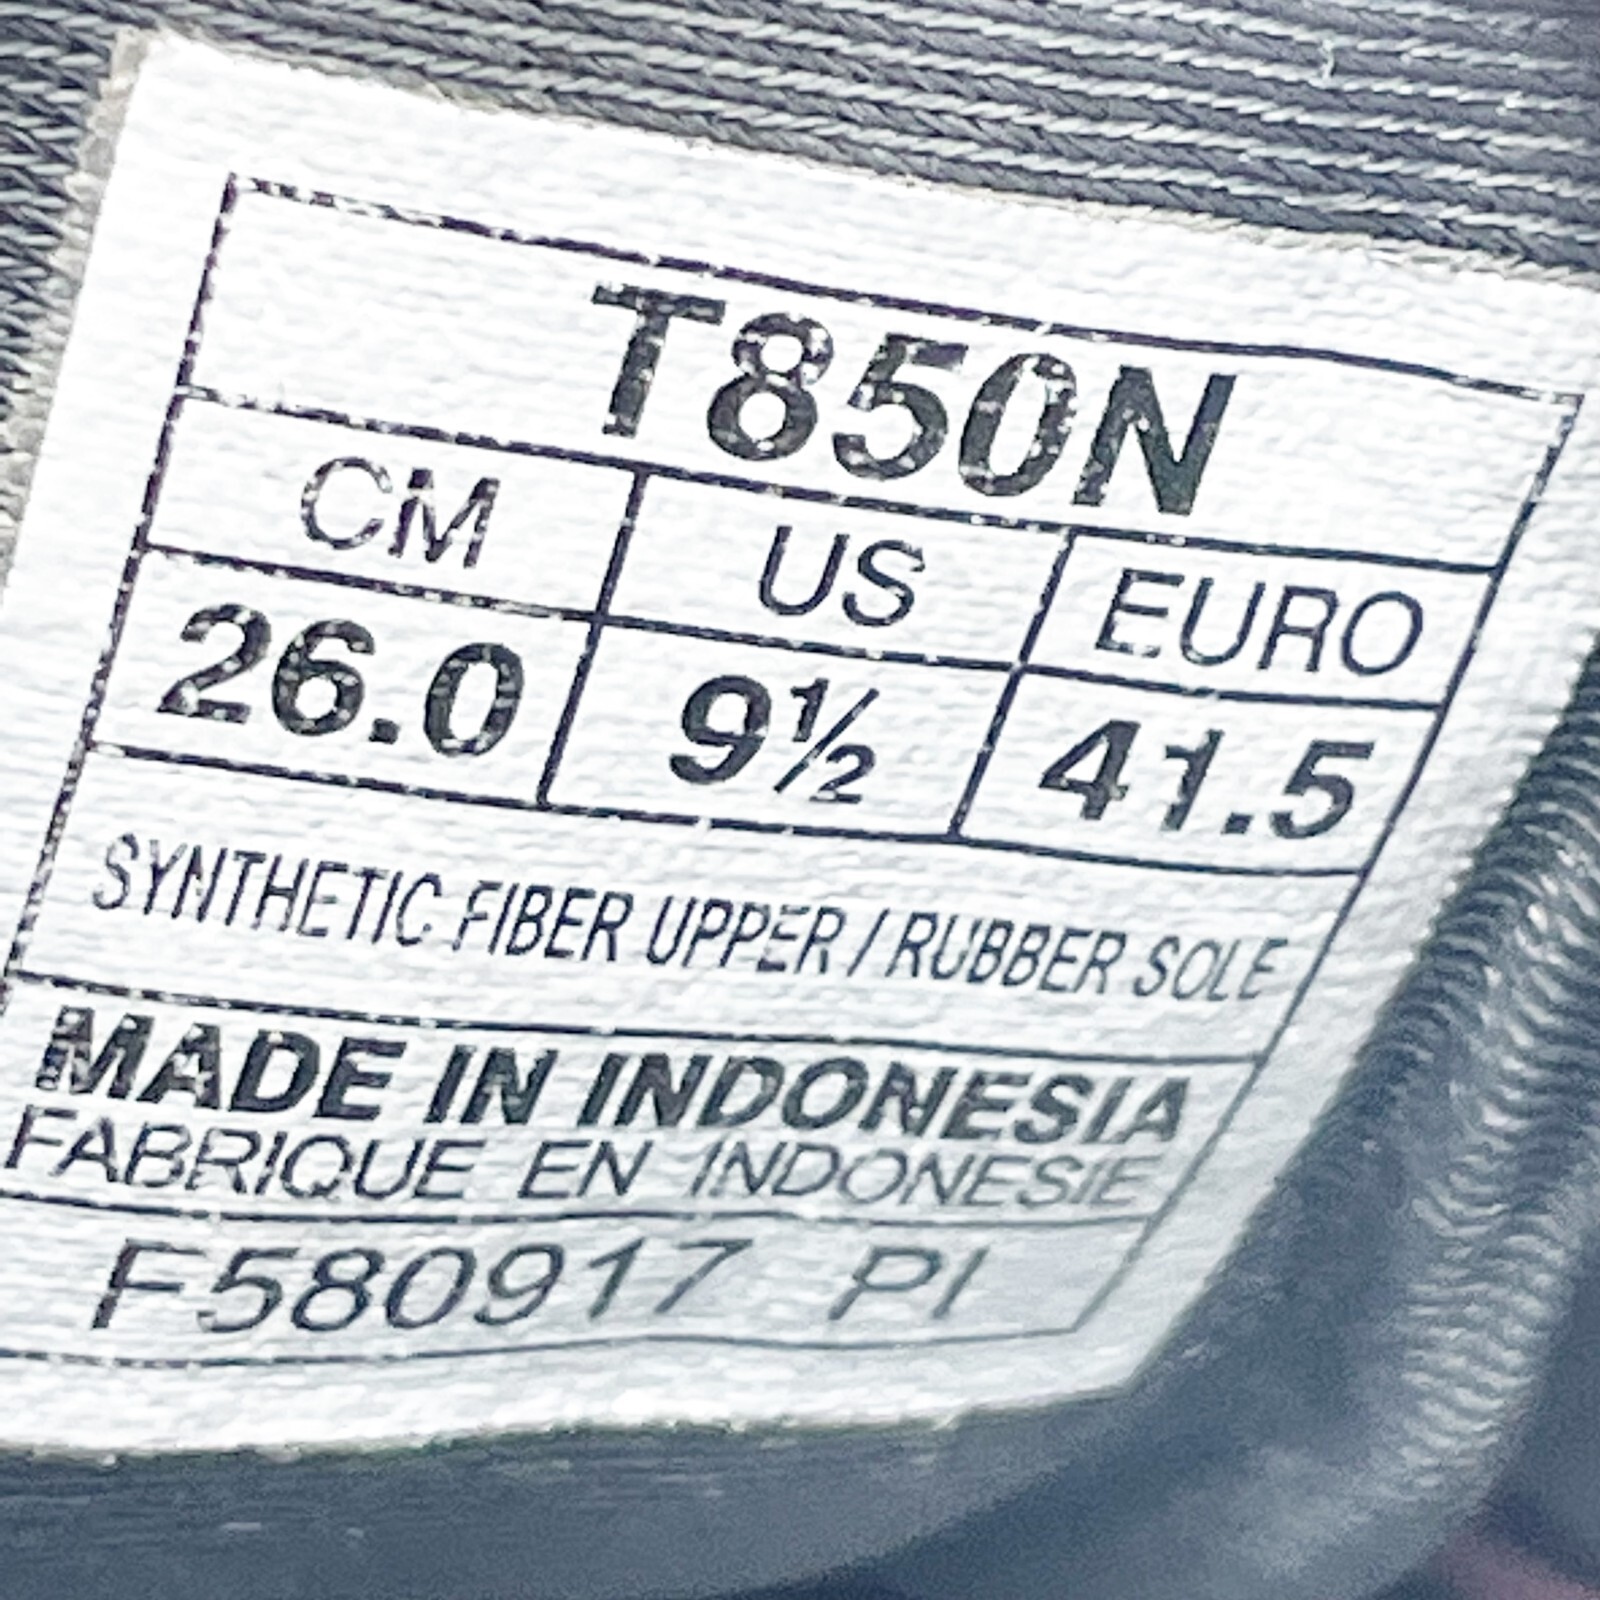 T850N
CM US EURO
26.0 9½ 41.5
SYNTHETIC FIBER UPPER / RUBBER SOLE
MADE IN INDONESIA
FABRIQUE EN INDONESIE
F580917 PI